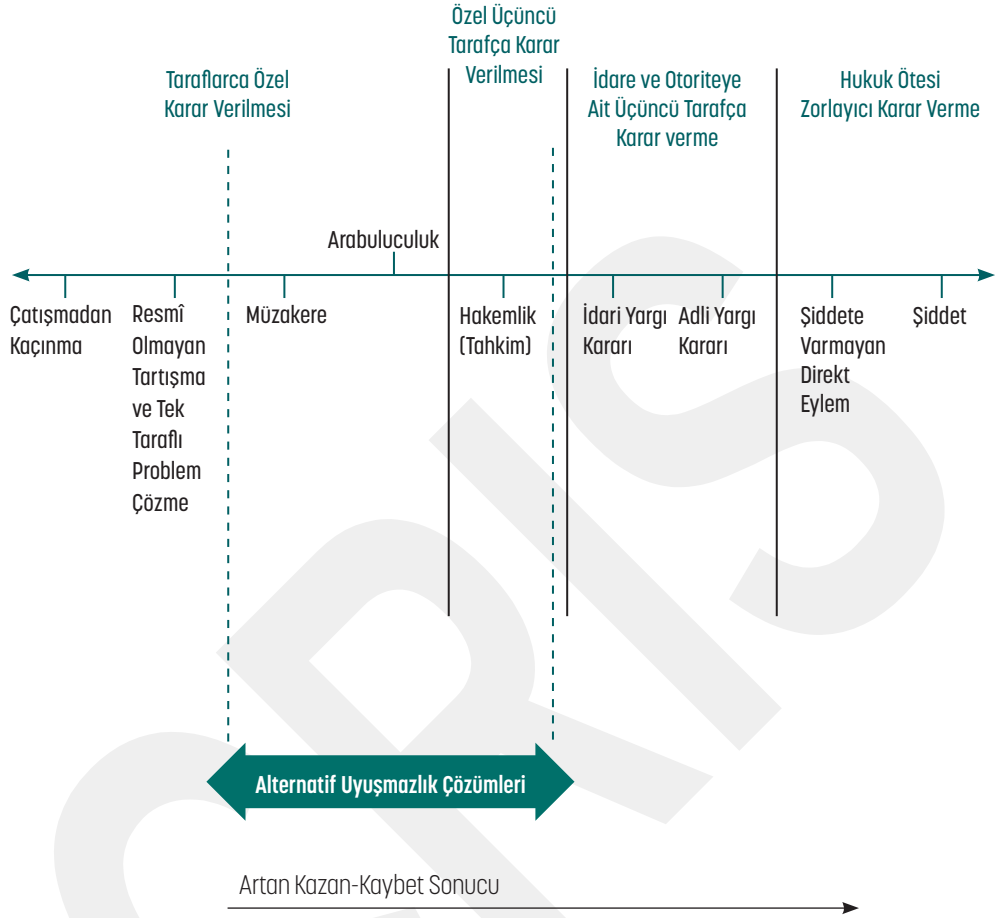 Özel Üçüncü
Tarafça Karar
Verilmesi
Taraflarca Özel
Karar Verilmesi
İdare ve Otoriteye
Ait Üçüncü Tarafça
Karar verme
Hukuk Ötesi
Zorlayıcı Karar Verme
Arabuluculuk
Çatışmadan
Kaçınma
Resmî
Olmayan
Tartışma
ve Tek
Taraflı
Problem
Çözme
Müzakere
Hakemlik
(Tahkim)
İdari Yargı
Kararı
Adli Yargı
Kararı
Şiddete
Varmayan
Direkt
Eylem
Şiddet
Alternatif Uyuşmazlık Çözümleri
Artan Kazan-Kaybet Sonucu